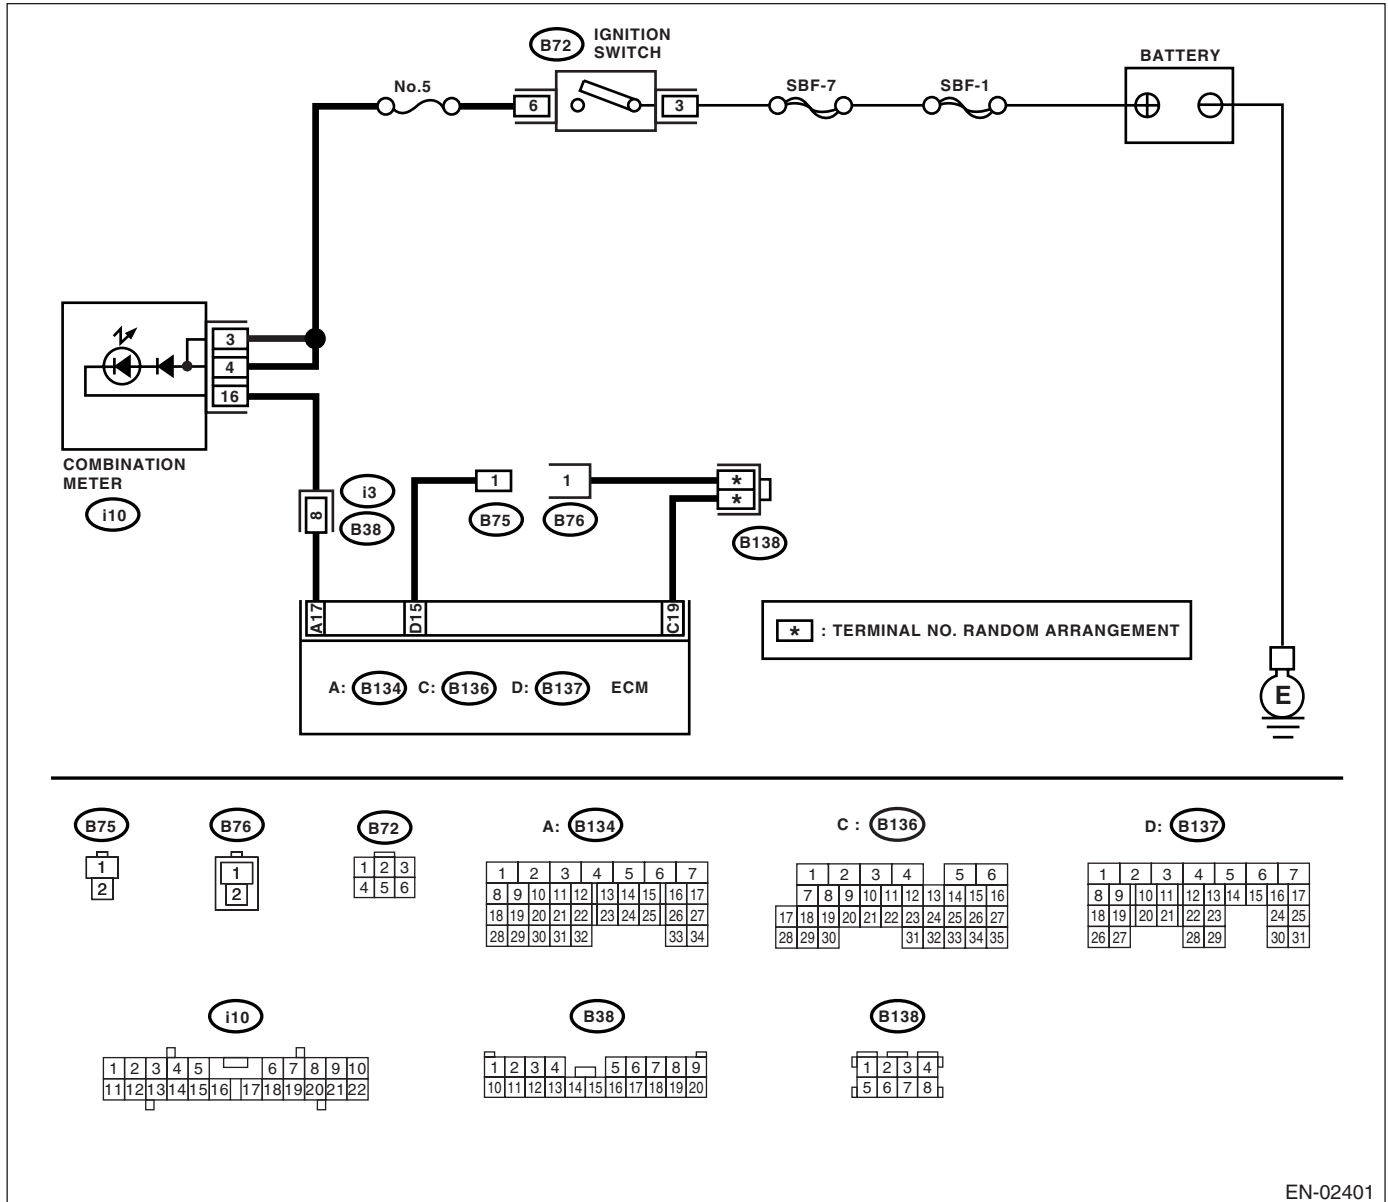 B72 IGNITION
SWITCH
BATTERY
No.5
6
3
SBF-7
SBF-1
3
4
16
COMBINATION
METER
i10
8
i3
B38
1
B75
1
B76
*
*
B138
A17
D15
C19
A: B134 C: B136 D: B137 ECM
* : TERMINAL NO. RANDOM ARRANGEMENT
E
B75
1
2
B76
1
2
B72
1 2 3
4 5 6
A: B134
1 2 3 4 5 6 7
8 9 10 11 12 13 14 15 16 17
18 19 20 21 22 23 24 25 26 27
28 29 30 31 32 33 34
C : B136
1 2 3 4 5 6
7 8 9 10 11 12 13 14 15 16
17 18 19 20 21 22 23 24 25 26 27
28 29 30 31 32 33 34 35
D: B137
1 2 3 4 5 6 7
8 9 10 11 12 13 14 15 16 17
18 19 20 21 22 23 24 25
26 27 28 29 30 31
i10
1 2 3 4 5 6 7 8 9 10
11 12 13 14 15 16 17 18 19 20 21 22
B38
1 2 3 4 5 6 7 8 9
10 11 12 13 14 15 16 17 18 19 20
B138
1 2 3 4
5 6 7 8
EN-02401